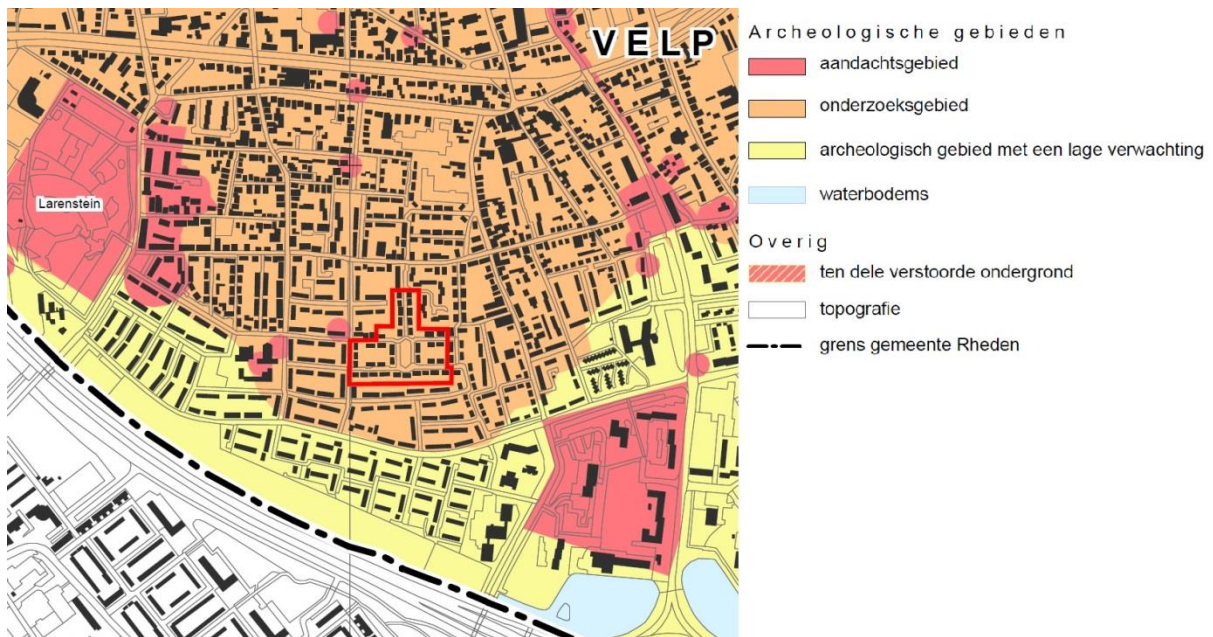 VELP
Larenstein
Archeologische gebieden
aandachtsgebied
onderzoeksgebied
archeologisch gebied met een lage verwachting
waterbodems
Overig
ten dele verstoorde ondergrond
topografie
grens gemeente Rheden